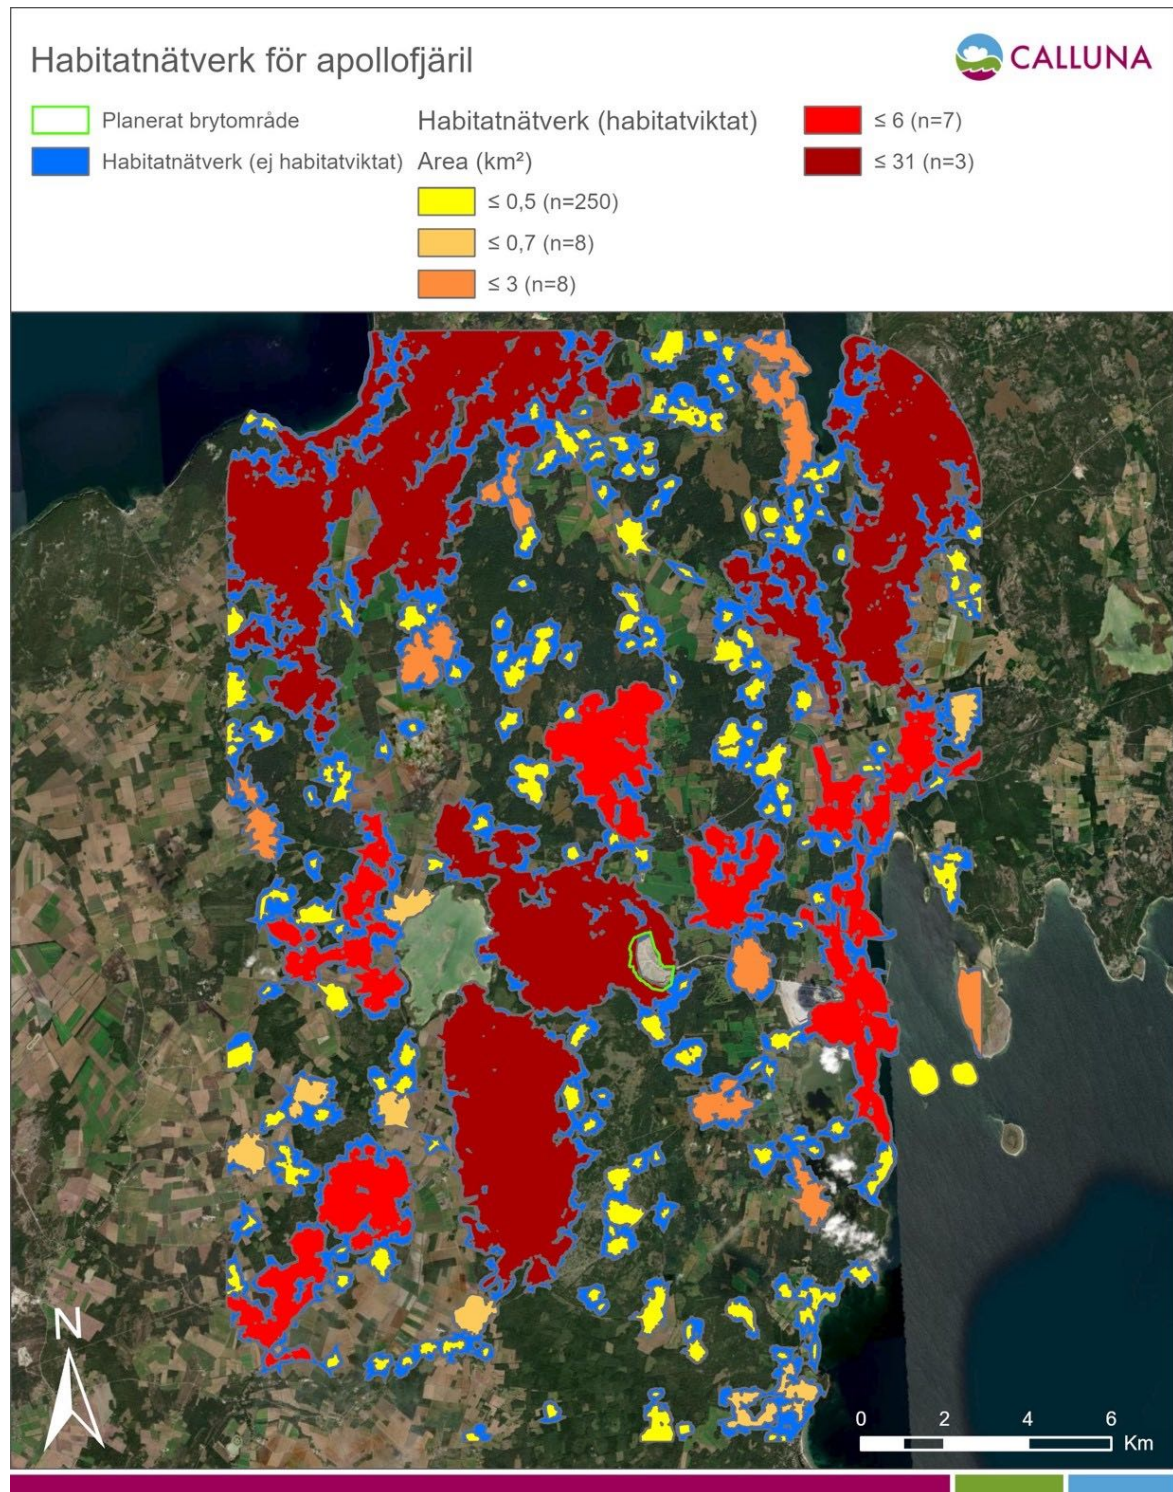 Habitatnätverk för apollofjäril
CALLUNA
Planerat brytområde
Habitatnätverk (ej habitatviktat)
Habitatnätverk (habitatviktat)
Area (km²)
≤ 0,5 (n=250)
≤ 0,7 (n=8)
≤ 3 (n=8)
≤ 6 (n=7)
≤ 31 (n=3)
N
0 2 4 6
Km